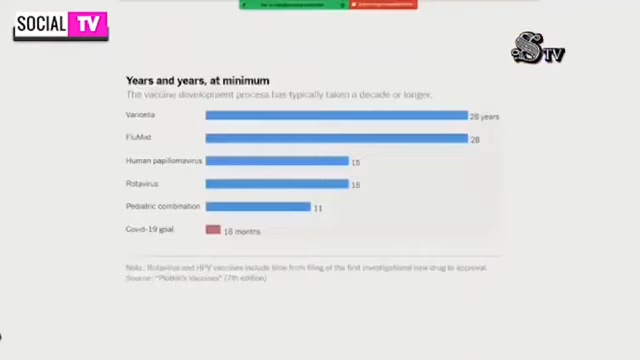 SOCIAL TV
STV
Years and years, at minimum
The vaccine development process has typically taken a decade or longer.
Varicella 28 years
FluMist 28
Human papillomavirus 15
Rotavirus 15
Pediatric combination 11
Covid-19 goal 18 months
Note: Rotavirus and HPV vaccines include time from filing of the first investigational new drug to approval.
Source: "Plotkin's Vaccines" (7th edition)